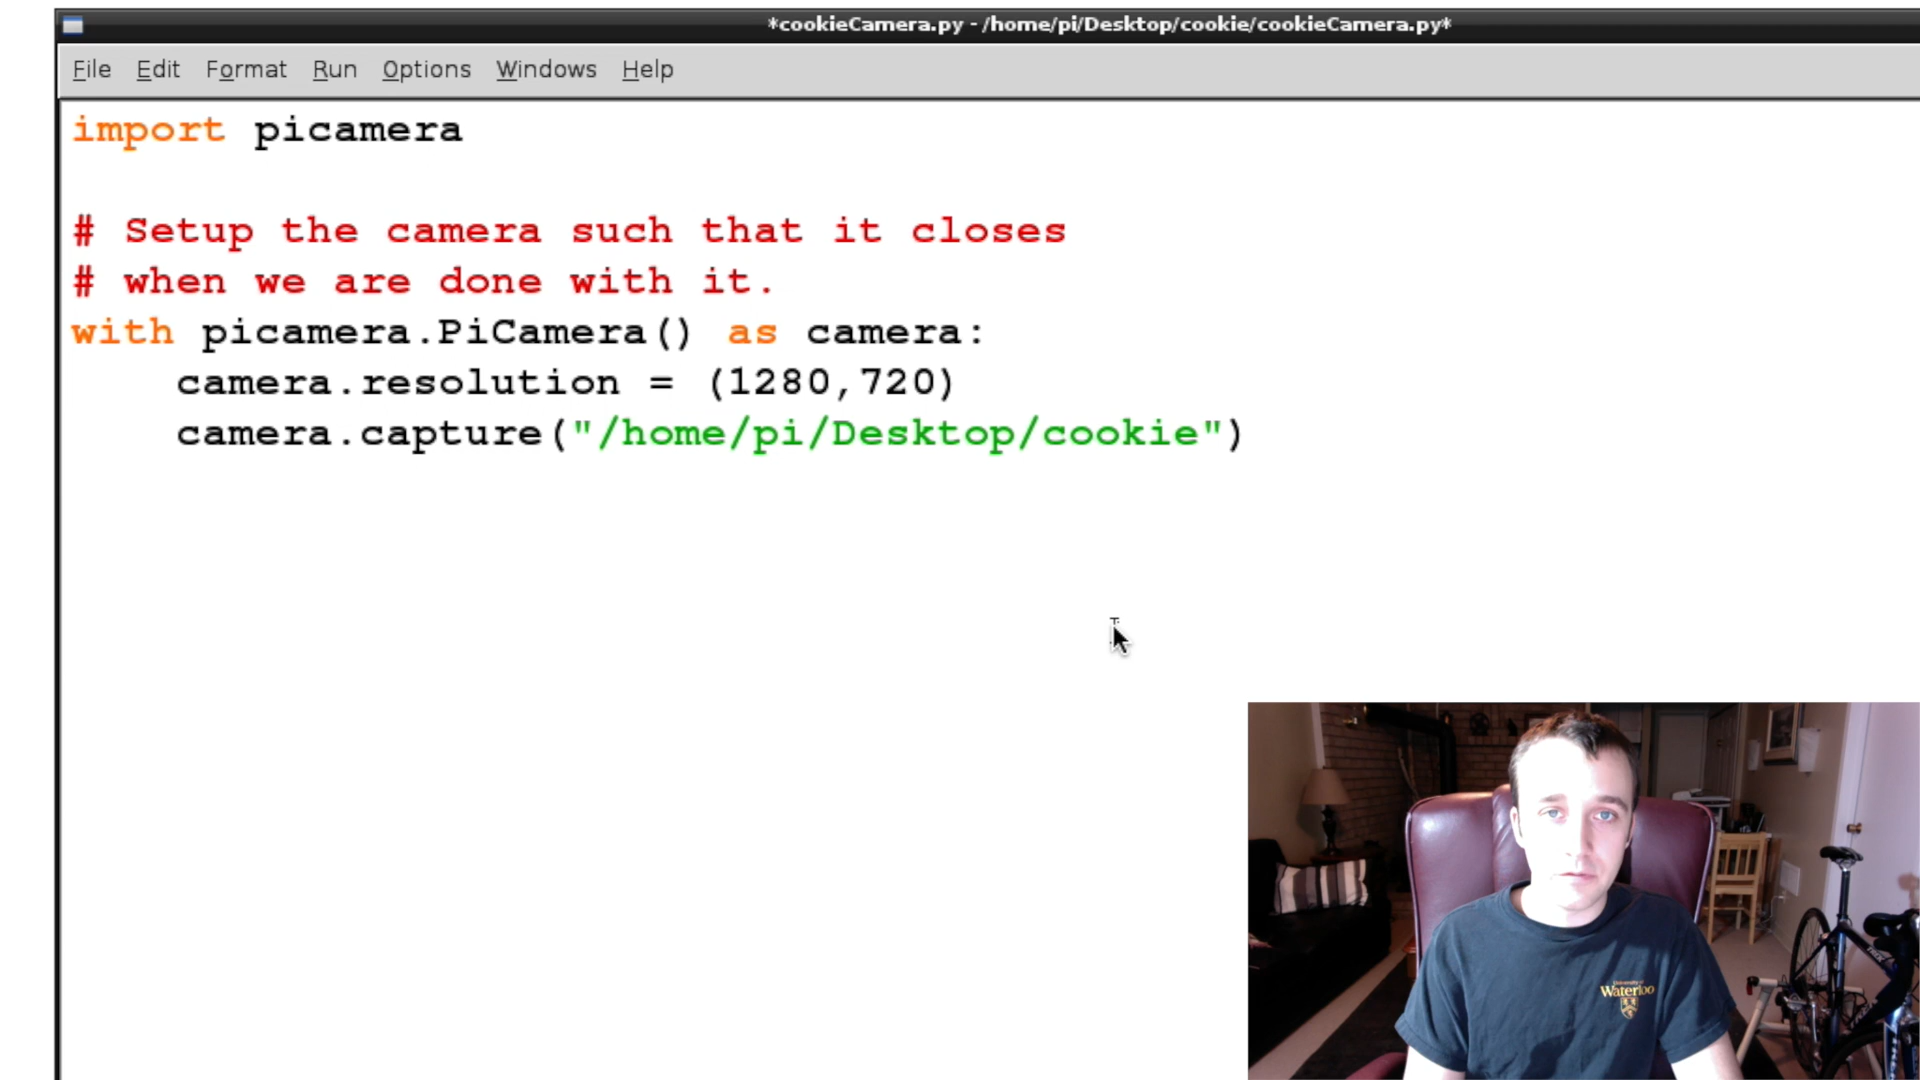 *cookieCamera.py - /home/pi/Desktop/cookie/cookieCamera.py*
File Edit Format Run Options Windows Help
import picamera
# Setup the camera such that it closes
# when we are done with it.
with picamera.PiCamera() as camera:
    camera.resolution = (1280,720)
    camera.capture("/home/pi/Desktop/cookie")
University of
Waterloo